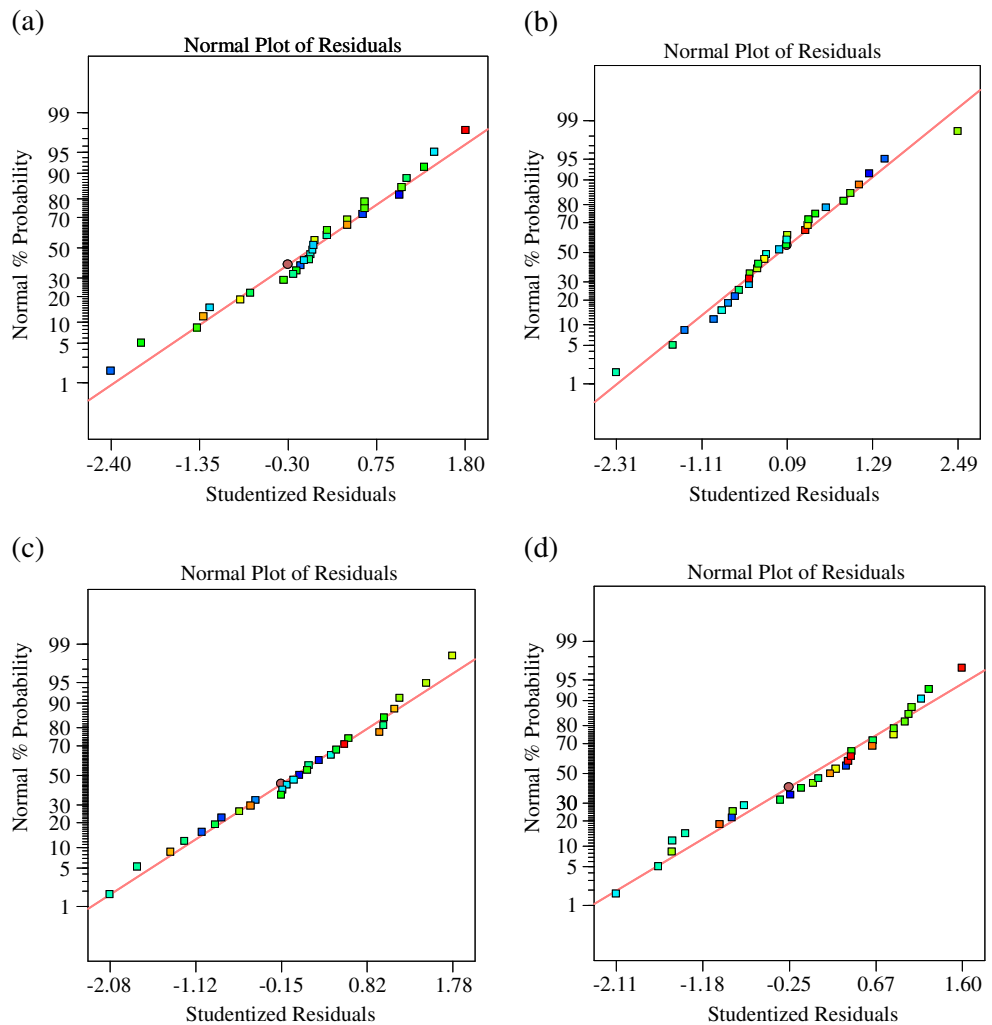 (a)
Normal Plot of Residuals
Normal % Probability
99
95
90
80
70
50
30
20
10
5
1
-2.40 -1.35 -0.30 0.75 1.80
Studentized Residuals
(b)
Normal Plot of Residuals
Normal % Probability
99
95
90
80
70
50
30
20
10
5
1
-2.31 -1.11 0.09 1.29 2.49
Studentized Residuals
(c)
Normal Plot of Residuals
Normal % Probability
99
95
90
80
70
50
30
20
10
5
1
-2.08 -1.12 -0.15 0.82 1.78
Studentized Residuals
(d)
Normal Plot of Residuals
Normal % Probability
99
95
90
80
70
50
30
20
10
5
1
-2.11 -1.18 -0.25 0.67 1.60
Studentized Residuals